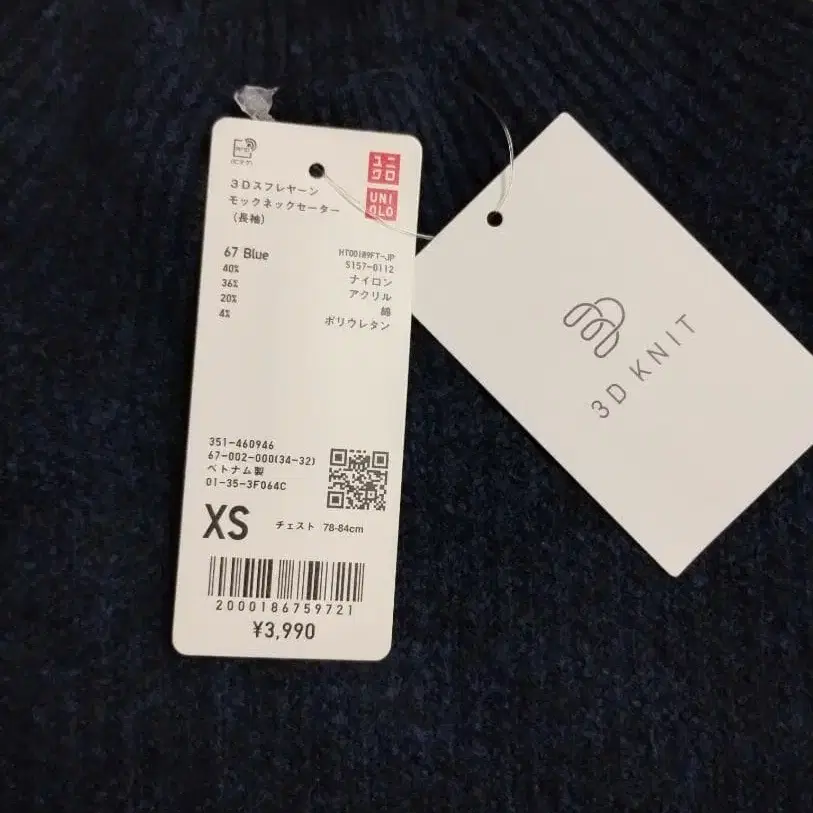 ユニ
クロ
UNI
QLO
3Dスフレヤーン
モックネックセーター
(長袖)
67 Blue
HT00189FT-JP
S157-0112
40% ナイロン
36% アクリル
20% 綿
4% ポリウレタン
351-460946
67-002-000(34-32)
ベトナム製
01-35-3F064C
XS チェスト 78-84cm
2000186759721
¥3,990
3D KNIT